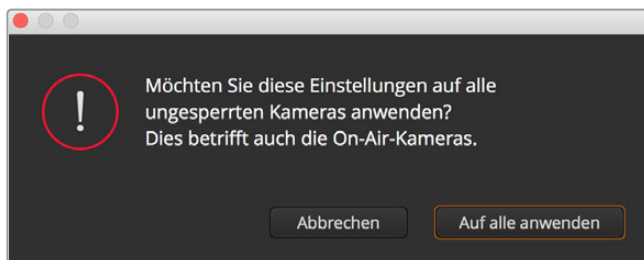 Möchten Sie diese Einstellungen auf alle
ungesperrten Kameras anwenden?
Dies betrifft auch die On-Air-Kameras.
Abbrechen Auf alle anwenden